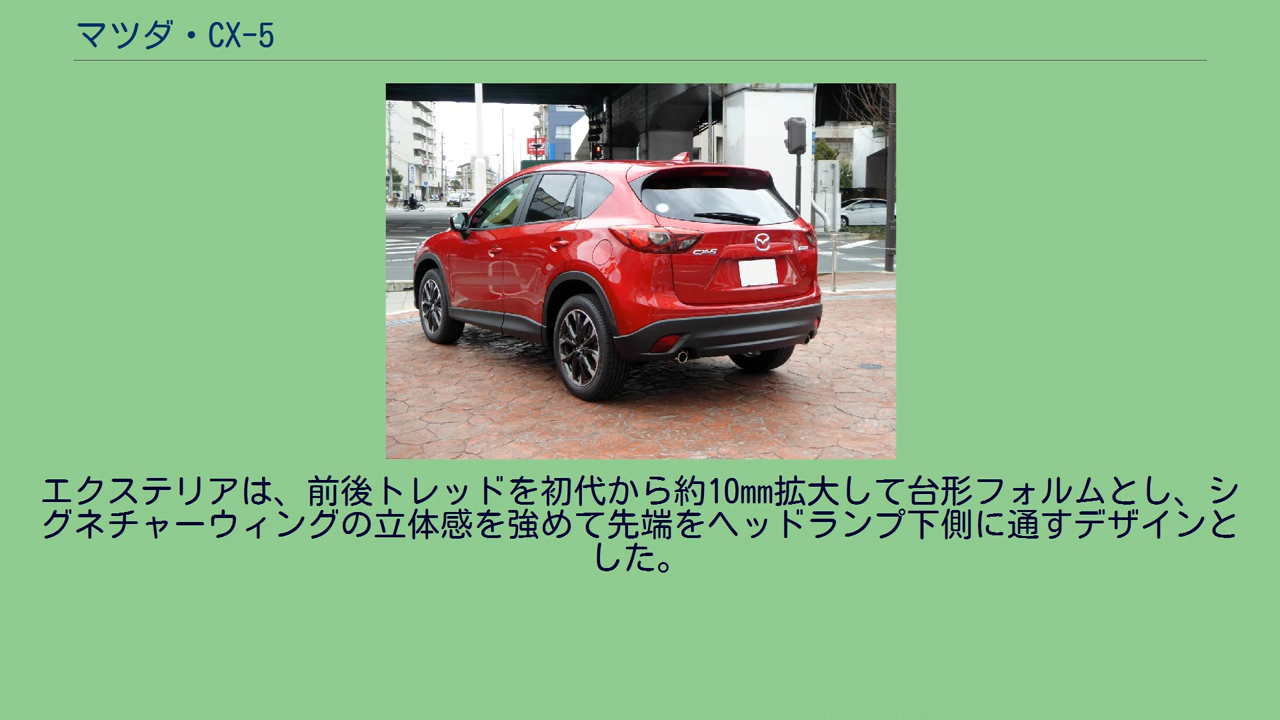 マツダ・CX-5
CX-5
エクステリアは、前後トレッドを初代から約10mm拡大して台形フォルムとし、シ
グネチャーウィングの立体感を強めて先端をヘッドランプ下側に通すデザインと
した。